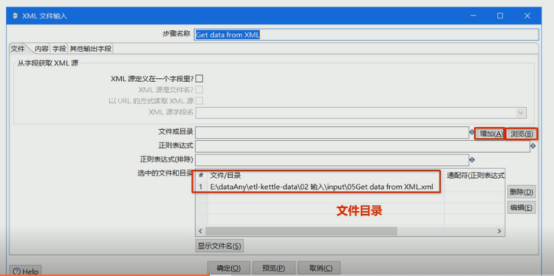 XML 文件输入
步骤名称 Get data from XML
文件 内容 字段 其他输出字段
从字段获取 XML 源
XML 源定义在一个字段里?
XML 源是文件名?
以 URL 的方式读取 XML 源
XML 源字段名
文件或目录 增加(A) 浏览(B)
正则表达式
正则表达式(排除)
选中的文件和目录 # 文件/目录 通配符(正则表达式
1 E:\dataAny\etl-kettle-data\02 输入\input\05Get data from XML.xml
删除(D)
编辑(E)
文件目录
显示文件名(S)
Help 确定(O) 预览(P) 取消(C)